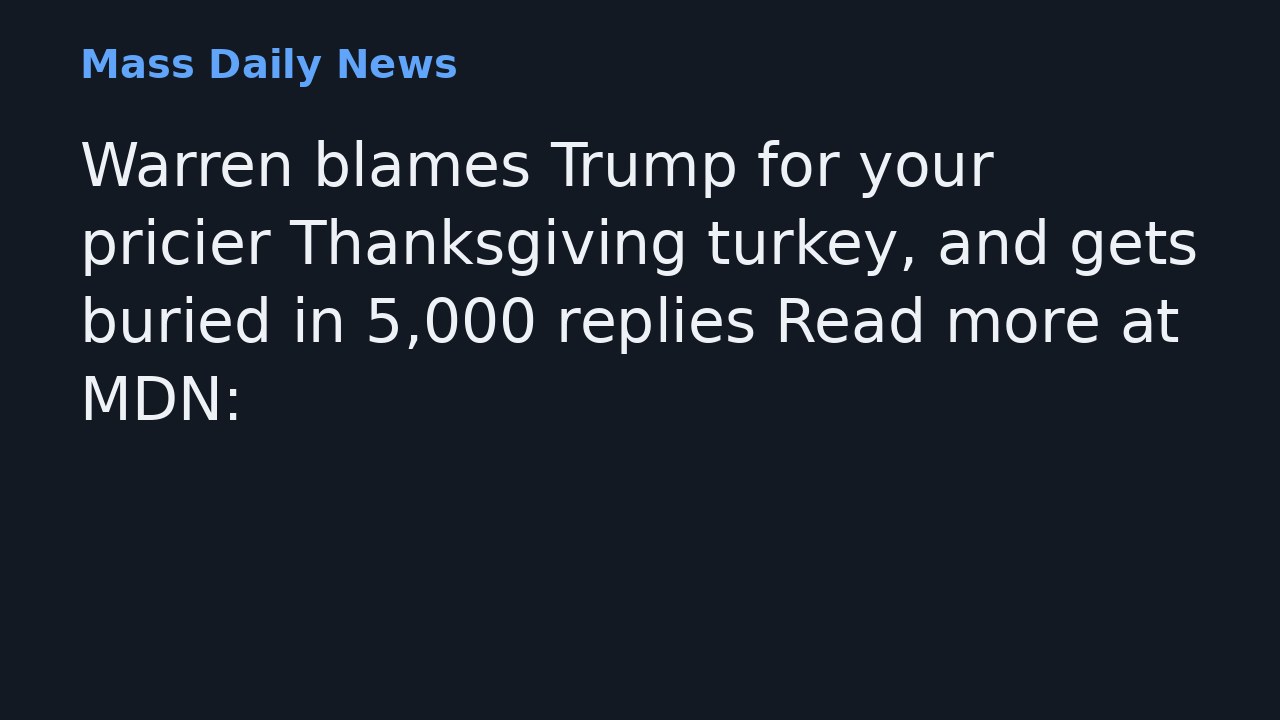 Mass Daily News
Warren blames Trump for your
pricier Thanksgiving turkey, and gets
buried in 5,000 replies Read more at
MDN: